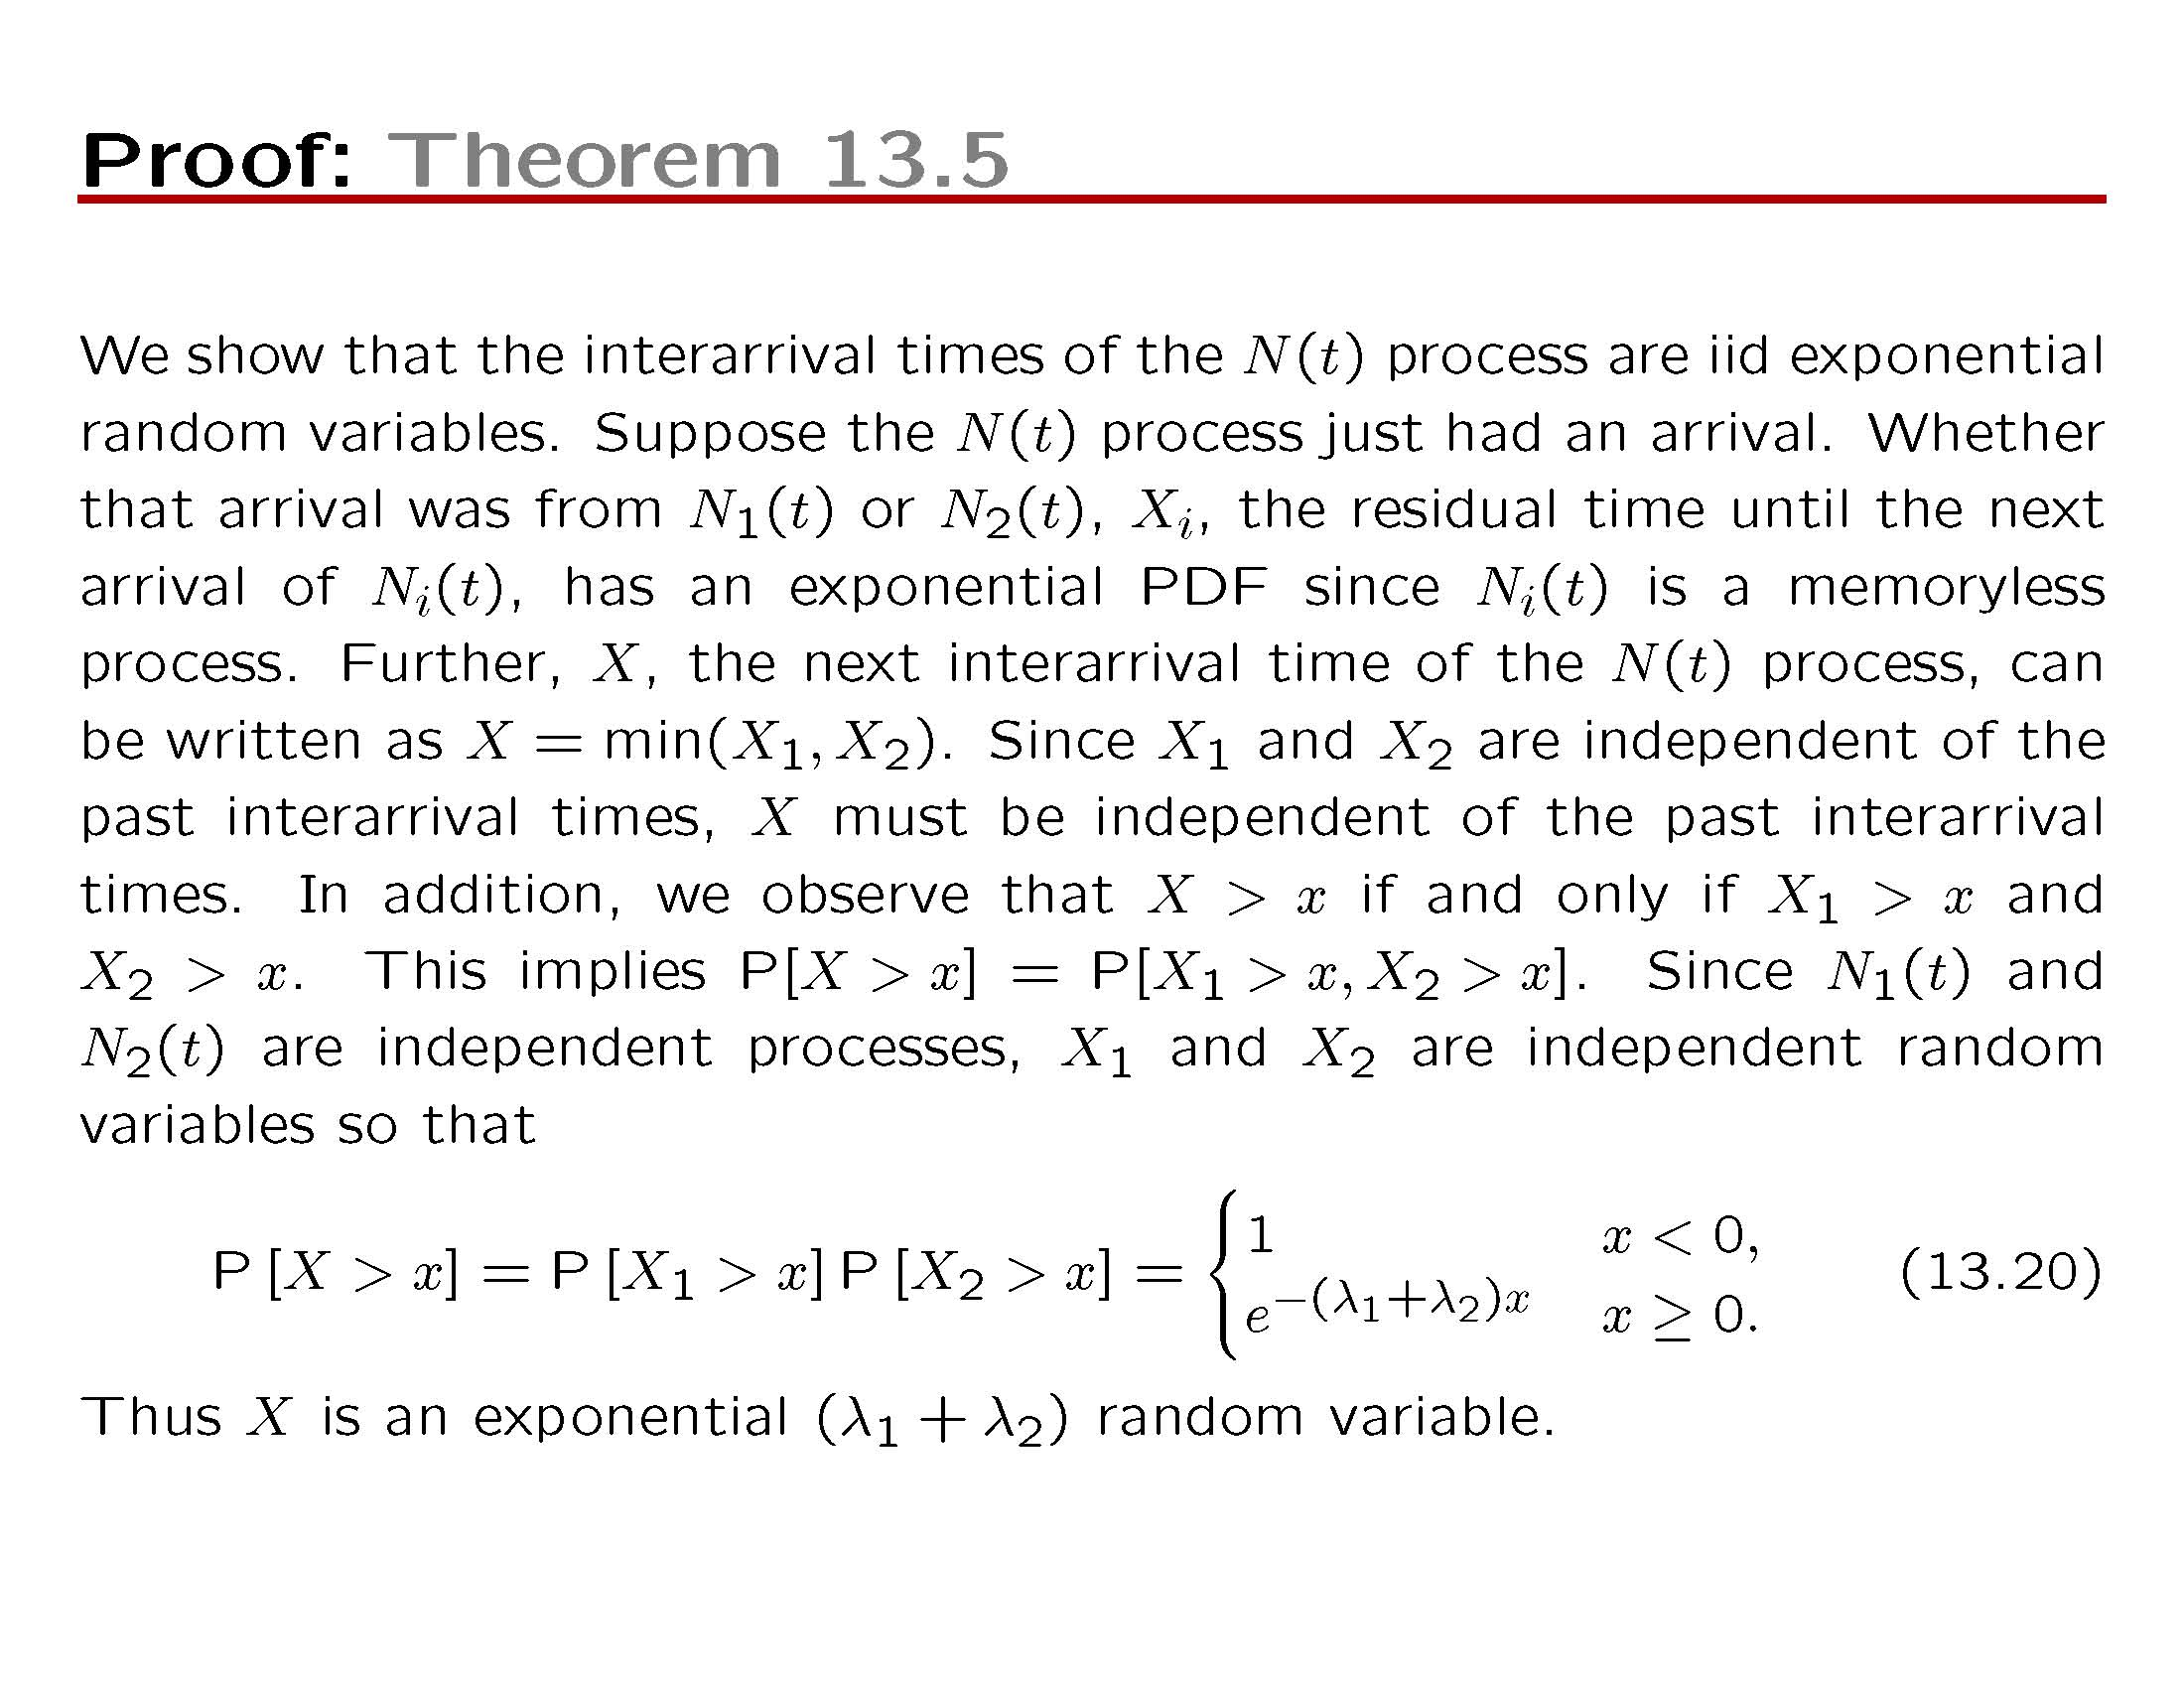 Proof: Theorem 13.5
We show that the interarrival times of the N(t) process are iid exponential
random variables. Suppose the N(t) process just had an arrival. Whether
that arrival was from N₁(t) or N₂(t), Xᵢ, the residual time until the next
arrival of Nᵢ(t), has an exponential PDF since Nᵢ(t) is a memoryless
process. Further, X, the next interarrival time of the N(t) process, can
be written as X = min(X₁, X₂). Since X₁ and X₂ are independent of the
past interarrival times, X must be independent of the past interarrival
times. In addition, we observe that X > x if and only if X₁ > x and
X₂ > x. This implies P[X > x] = P[X₁ > x, X₂ > x]. Since N₁(t) and
N₂(t) are independent processes, X₁ and X₂ are independent random
variables so that
P [X > x] = P [X₁ > x] P [X₂ > x] = { 1 x < 0,
e^{−(λ₁+λ₂)x} x ≥ 0. (13.20)
Thus X is an exponential (λ₁ + λ₂) random variable.